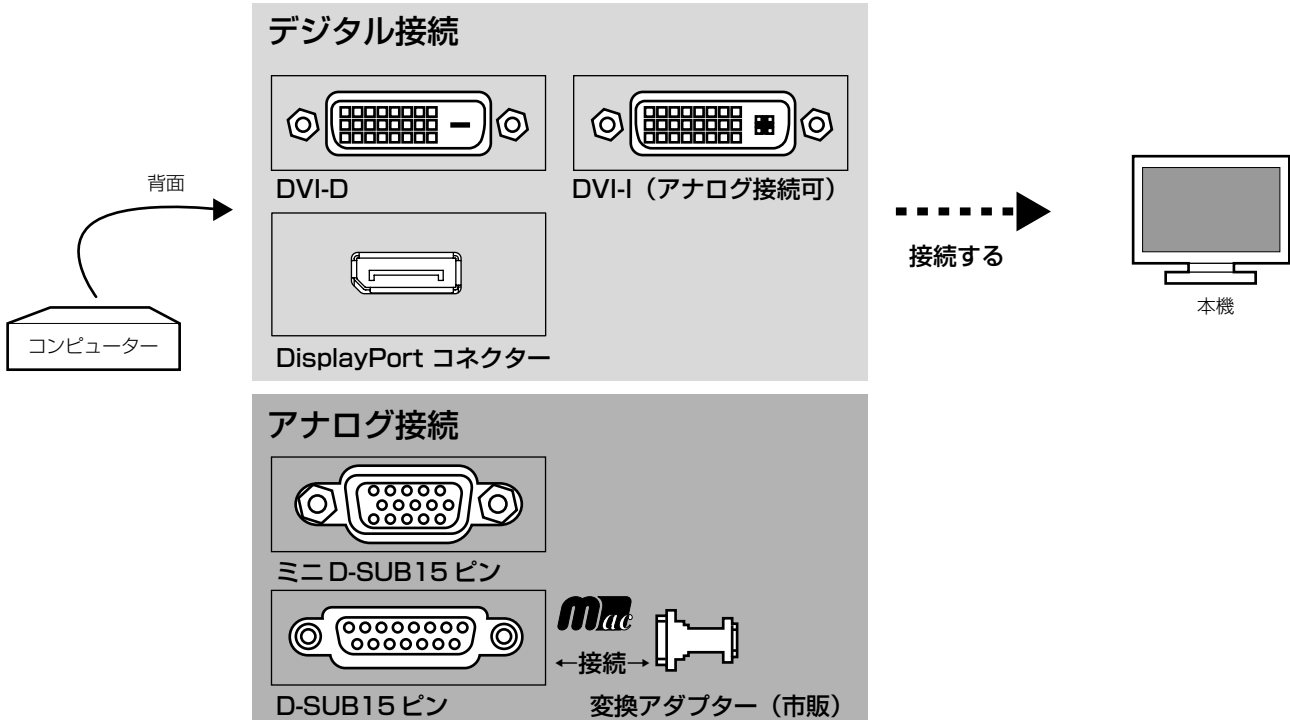 デジタル接続
DVI-D
DVI-I（アナログ接続可）
DisplayPort コネクター
背面
コンピューター
接続する
本機
アナログ接続
ミニ D-SUB15 ピン
Mac
←接続→
D-SUB15 ピン
変換アダプター（市販）